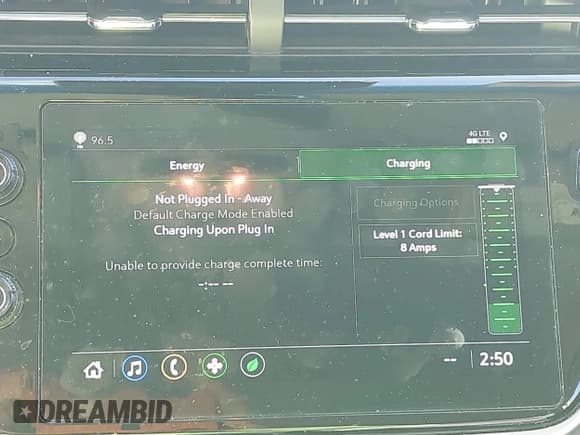 96.5
4G LTE
Energy
Charging
Not Plugged In - Away
Default Charge Mode Enabled
Charging Upon Plug In
Charging Options
Level 1 Cord Limit:
8 Amps
Unable to provide charge complete time:
--:-- --
-- 2:50
DREAMBID